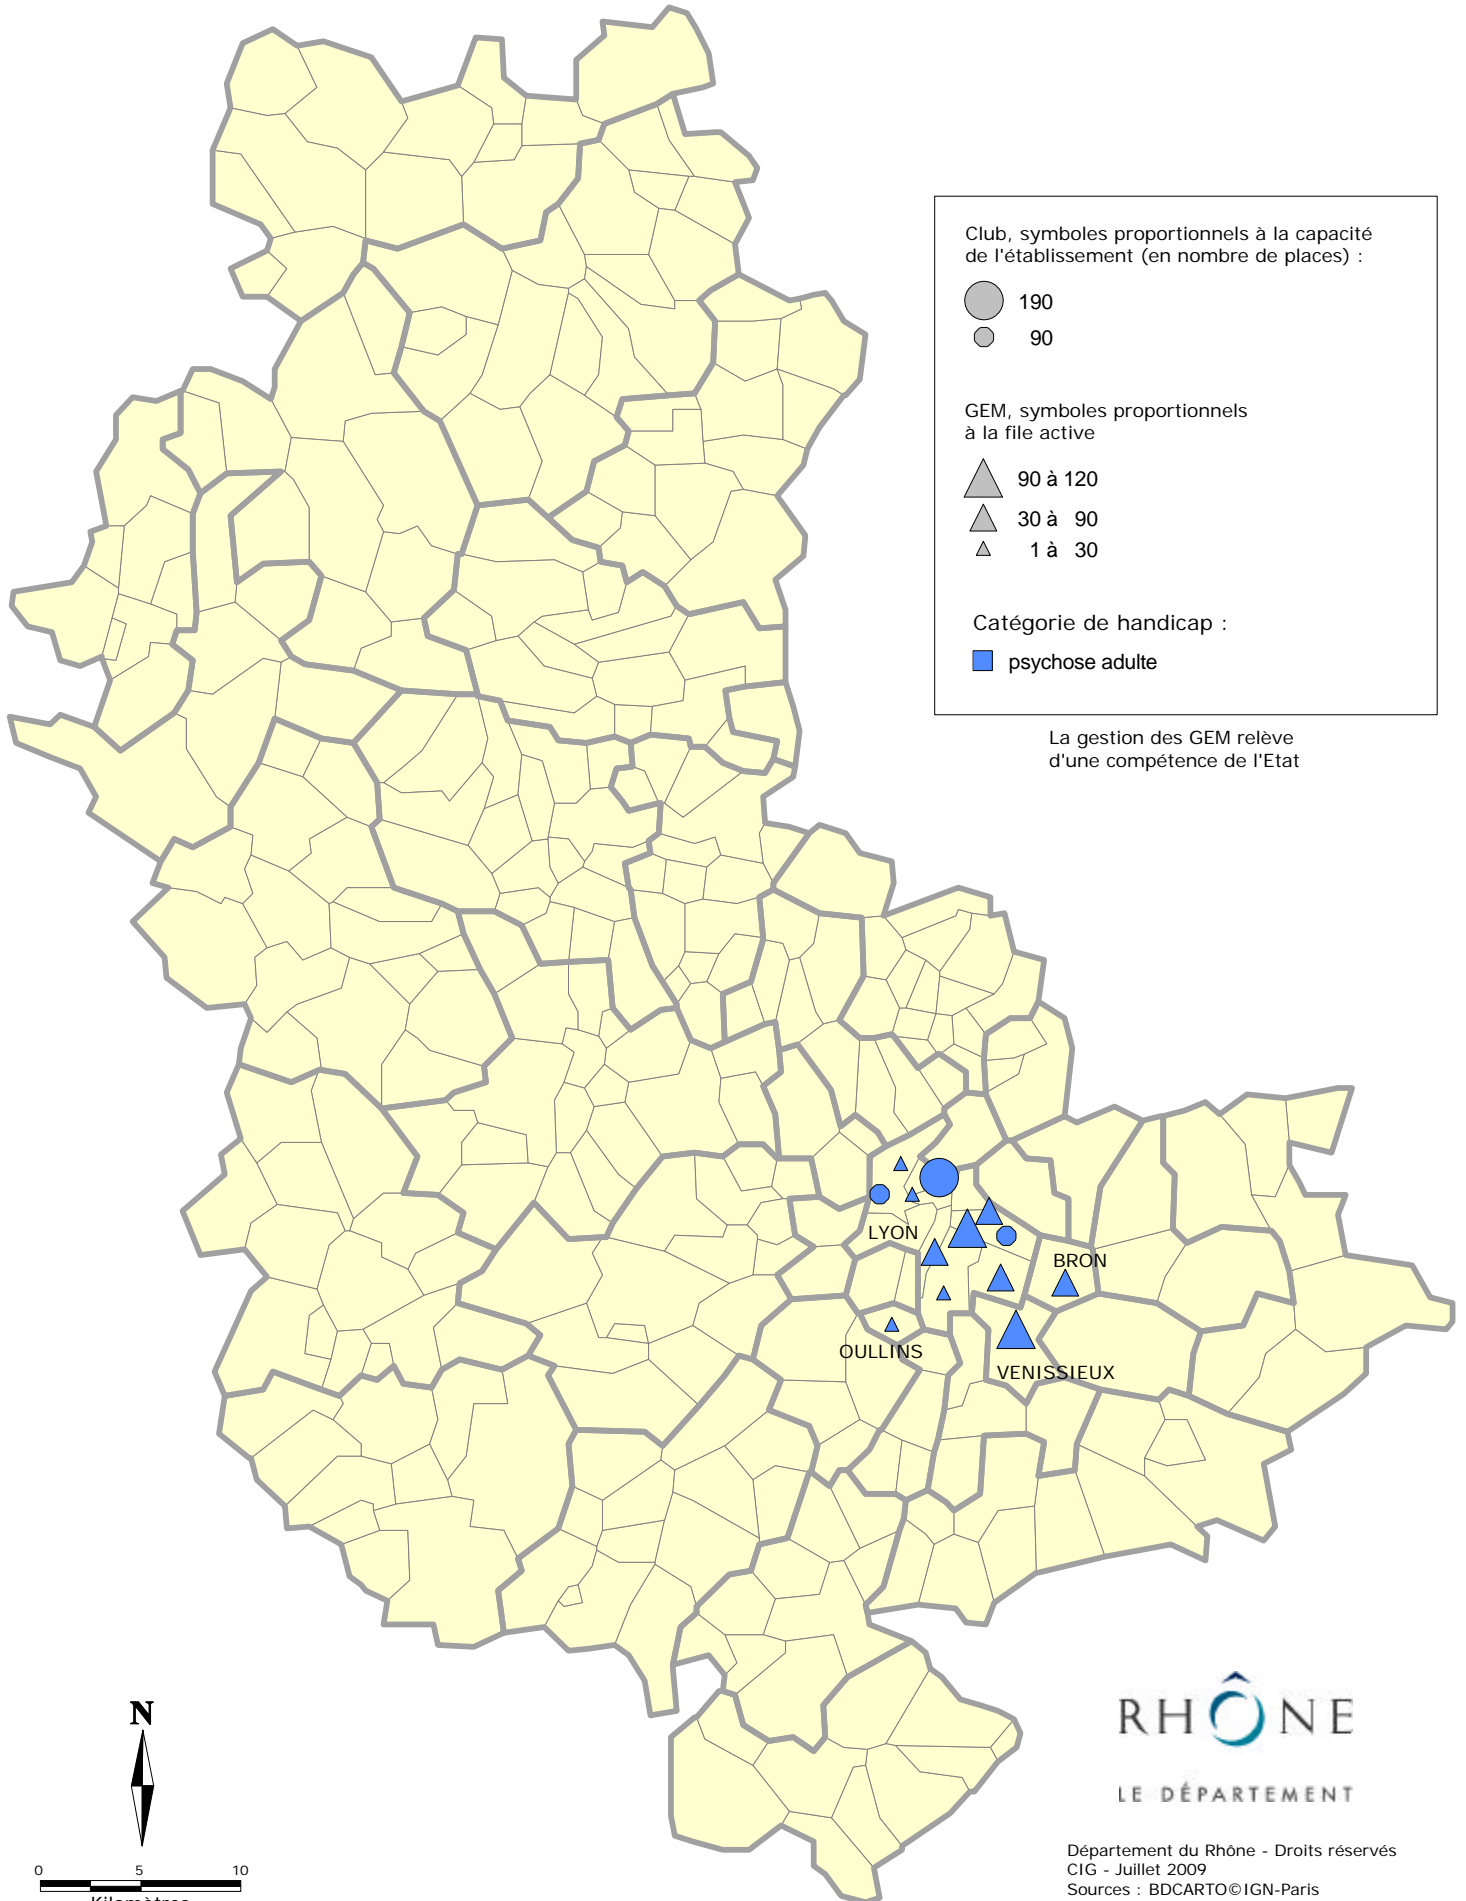 Club, symboles proportionnels à la capacité
de l'établissement (en nombre de places) :
190
90
GEM, symboles proportionnels
à la file active
90 à 120
30 à 90
1 à 30
Catégorie de handicap :
psychose adulte
La gestion des GEM relève
d'une compétence de l'Etat
LYON
BRON
OULLINS
VENISSIEUX
N
0 5 10
Kilomètres
RHÔNE
LE DÉPARTEMENT
Département du Rhône - Droits réservés
CIG - Juillet 2009
Sources : BDCARTO©IGN-Paris